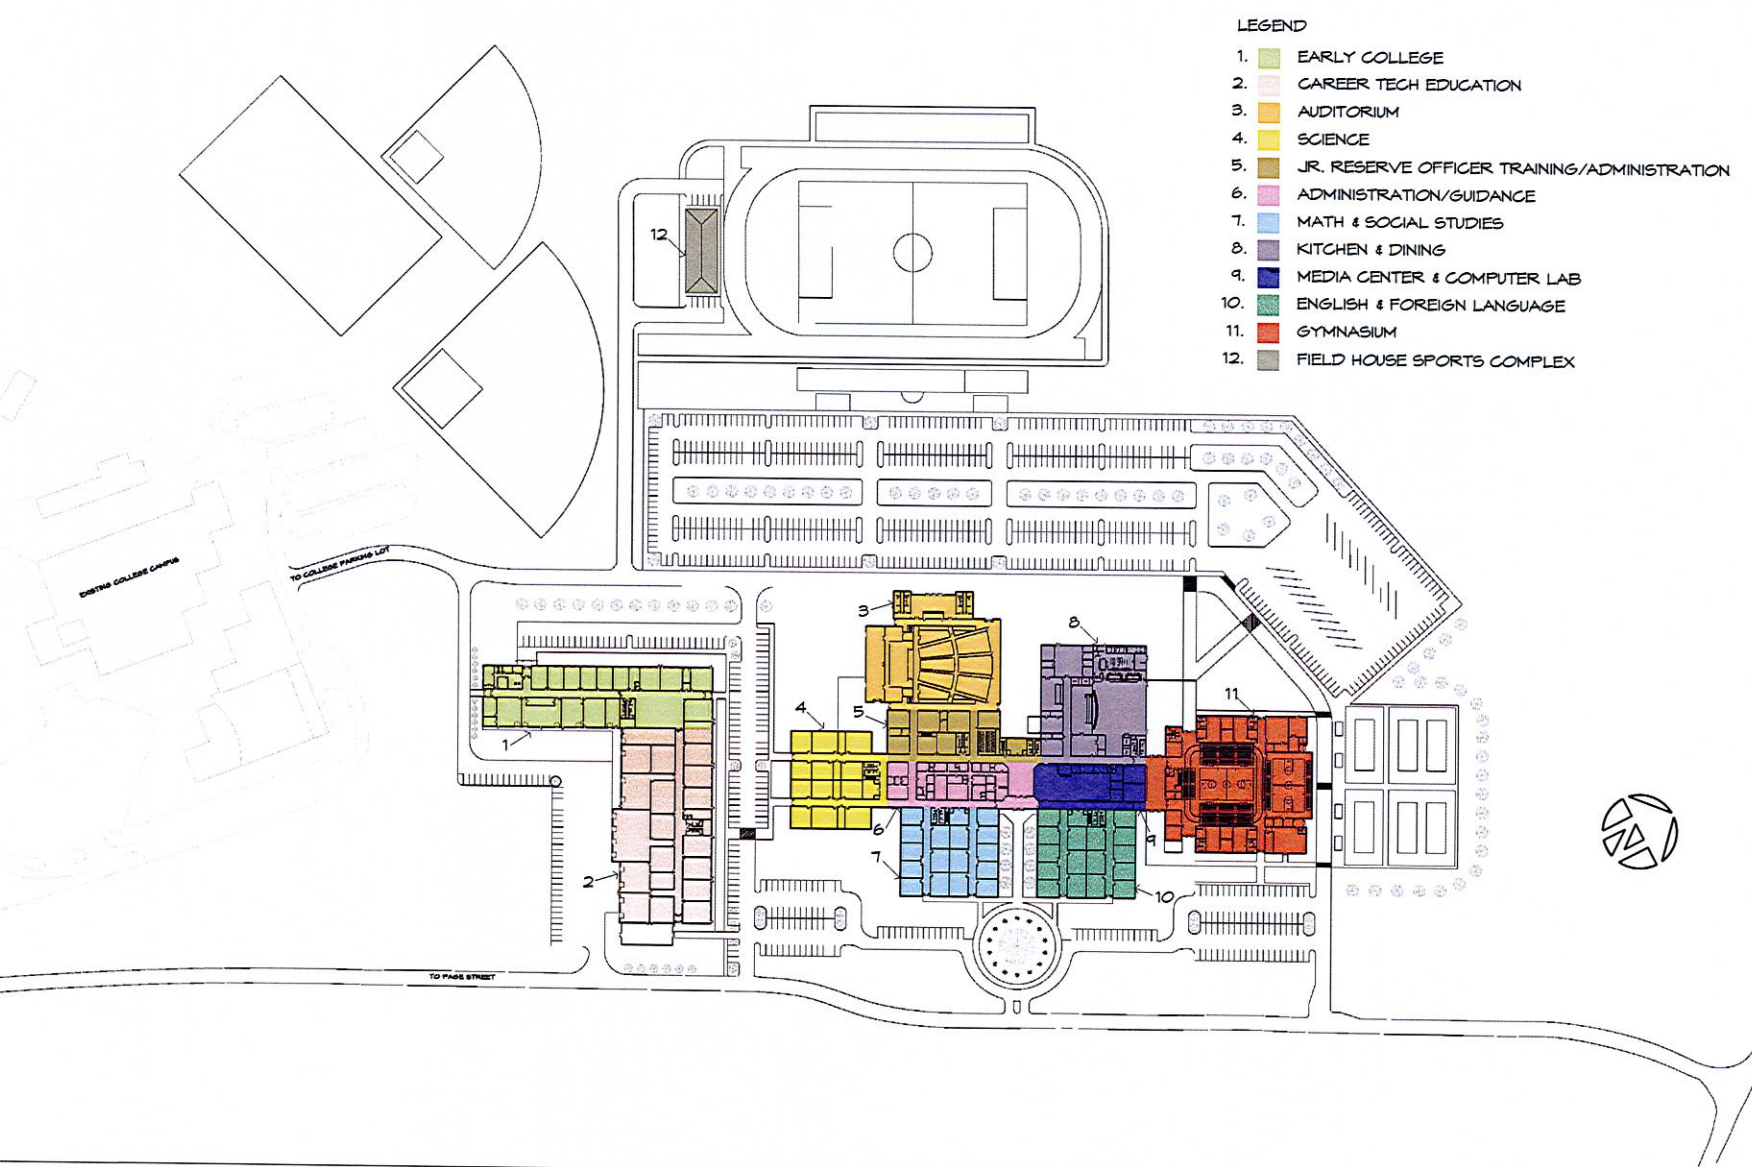 LEGEND
1. EARLY COLLEGE
2. CAREER TECH EDUCATION
3. AUDITORIUM
4. SCIENCE
5. JR. RESERVE OFFICER TRAINING/ADMINISTRATION
6. ADMINISTRATION/GUIDANCE
7. MATH & SOCIAL STUDIES
8. KITCHEN & DINING
9. MEDIA CENTER & COMPUTER LAB
10. ENGLISH & FOREIGN LANGUAGE
11. GYMNASIUM
12. FIELD HOUSE SPORTS COMPLEX
12
EXISTING COLLEGE CAMPUS
TO COLLEGE PARKING LOT
3
8
11
4
5
1
6
9
7
2
10
N
TO PAGE STREET